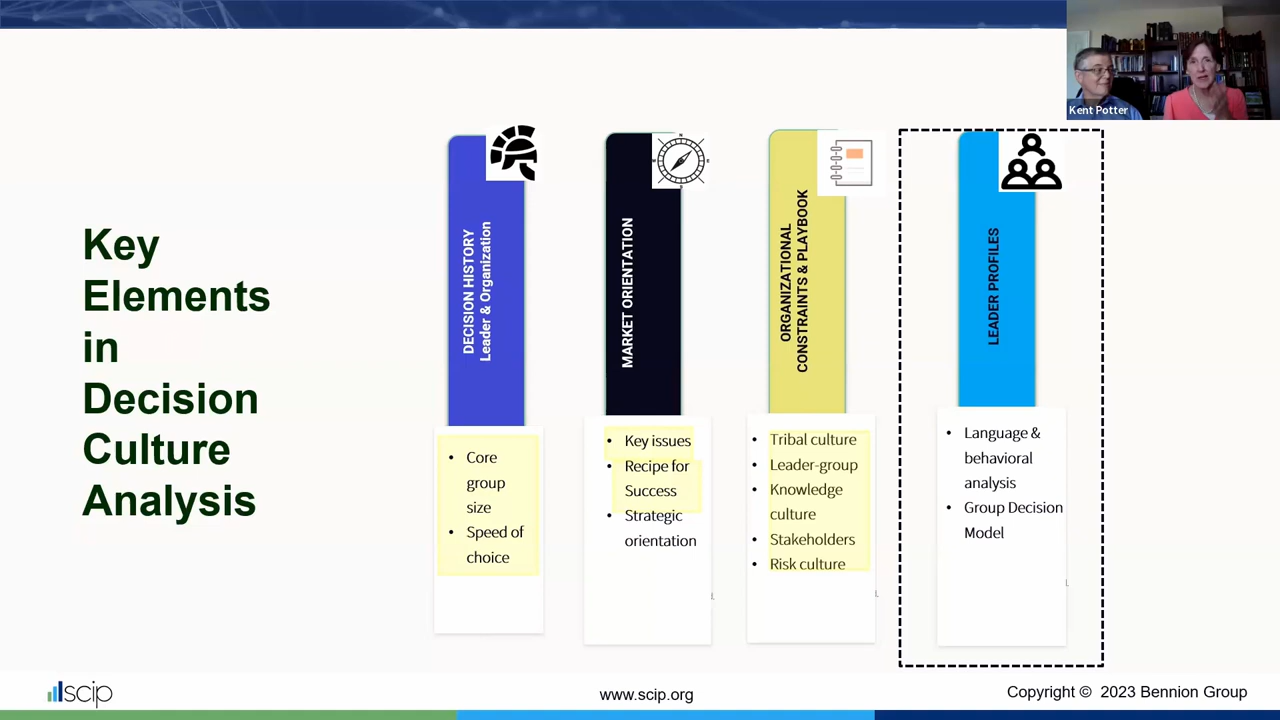 Kent Potter
Key
Elements
in
Decision
Culture
Analysis
DECISION HISTORY
Leader & Organization
• Core
group
size
• Speed of
choice
MARKET ORIENTATION
• Key issues
• Recipe for
Success
• Strategic
orientation
ORGANIZATIONAL
CONSTRAINTS & PLAYBOOK
• Tribal culture
• Leader-group
• Knowledge
culture
• Stakeholders
• Risk culture
LEADER PROFILES
• Language &
behavioral
analysis
• Group Decision
Model
scip
www.scip.org
Copyright © 2023 Bennion Group